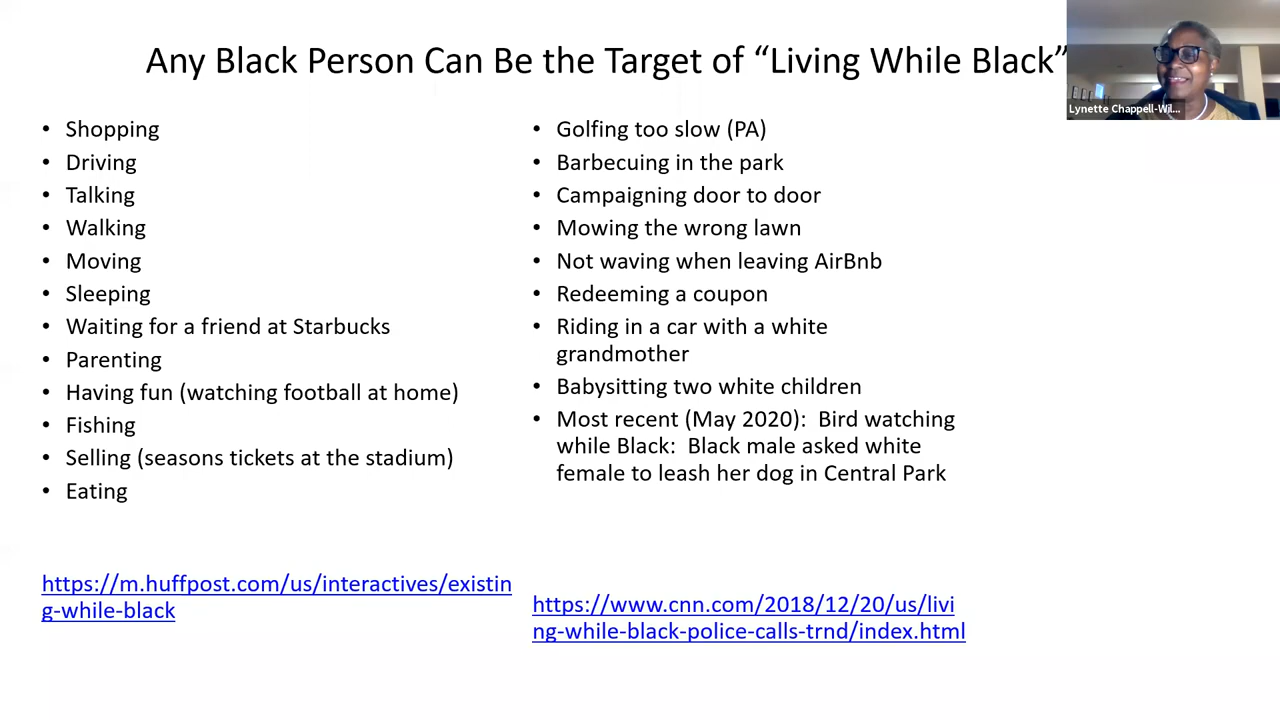 Any Black Person Can Be the Target of “Living While Black”
Lynette Chappell-Wil...
• Shopping
• Driving
• Talking
• Walking
• Moving
• Sleeping
• Waiting for a friend at Starbucks
• Parenting
• Having fun (watching football at home)
• Fishing
• Selling (seasons tickets at the stadium)
• Eating
https://m.huffpost.com/us/interactives/existin
g-while-black
• Golfing too slow (PA)
• Barbecuing in the park
• Campaigning door to door
• Mowing the wrong lawn
• Not waving when leaving AirBnb
• Redeeming a coupon
• Riding in a car with a white
grandmother
• Babysitting two white children
• Most recent (May 2020):  Bird watching
while Black:  Black male asked white
female to leash her dog in Central Park
https://www.cnn.com/2018/12/20/us/livi
ng-while-black-police-calls-trnd/index.html